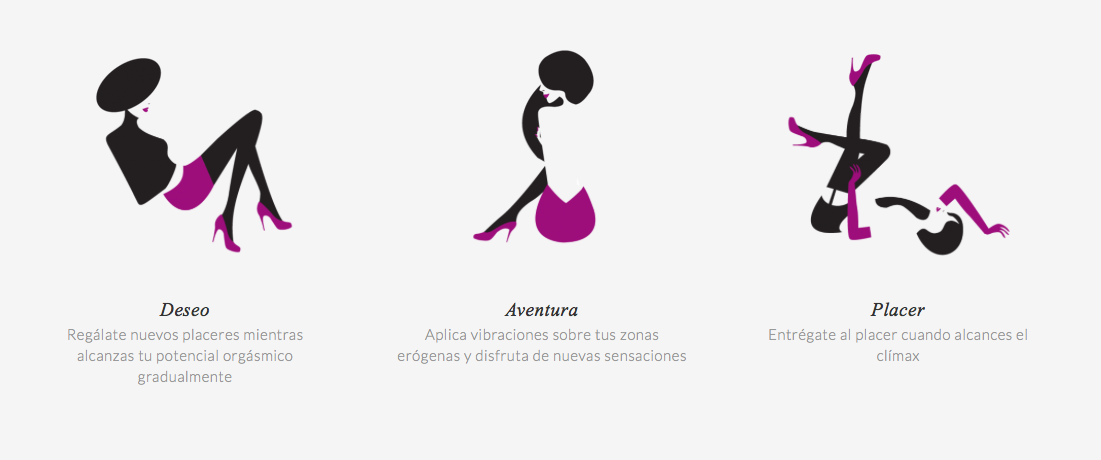 Deseo
Regálate nuevos placeres mientras
alcanzas tu potencial orgásmico
gradualmente
Aventura
Aplica vibraciones sobre tus zonas
erógenas y disfruta de nuevas sensaciones
Placer
Entrégate al placer cuando alcances el
clímax